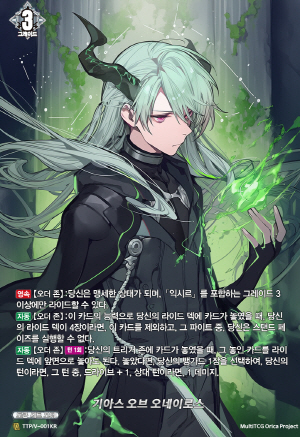 3
그레이드
영속 【오더 존】:당신은 맹세한 상태가 되며, 「익시르」를 포함하는 그레이드 3
이상에만 라이드할 수 있다.
자동 【오더 존】:이 카드의 능력으로 당신의 라이드 덱에 카드가 놓였을 때, 당신
의 라이드 덱이 4장이라면, 이 카드를 제외하고, 그 파이트 중, 당신은 스탠드 페
이즈를 실행할 수 없다.
자동 【오더 존】 턴1회 :당신의 트리거 존에 카드가 놓였을 때, 그 놓인 카드를 라이
드 덱에 앞면으로 놓아도 된다. 놓았다면, 당신의 뱅가드 1장을 선택하여, 당신의
턴이라면, 그 턴 중, 드라이브 +1, 상대 턴이라면, 1 데미지.
기아스 오브 오네이로스
TTP/V-001KR
MultiTCG Orica Project